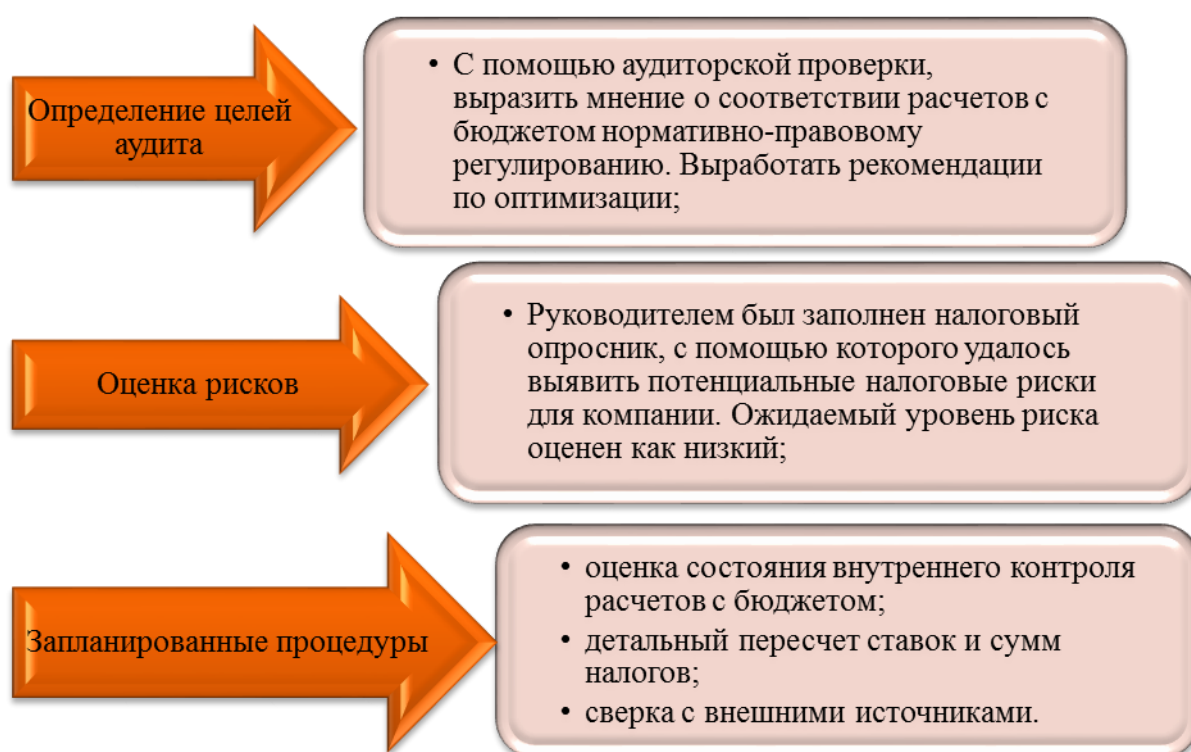 Определение целей
аудита
• С помощью аудиторской проверки,
выразить мнение о соответствии расчетов с
бюджетом нормативно-правовому
регулированию. Выработать рекомендации
по оптимизации;
Оценка рисков
• Руководителем был заполнен налоговый
опросник, с помощью которого удалось
выявить потенциальные налоговые риски
для компании. Ожидаемый уровень риска
оценен как низкий;
Запланированные процедуры
• оценка состояния внутреннего контроля
расчетов с бюджетом;
• детальный пересчет ставок и сумм
налогов;
• сверка с внешними источниками.